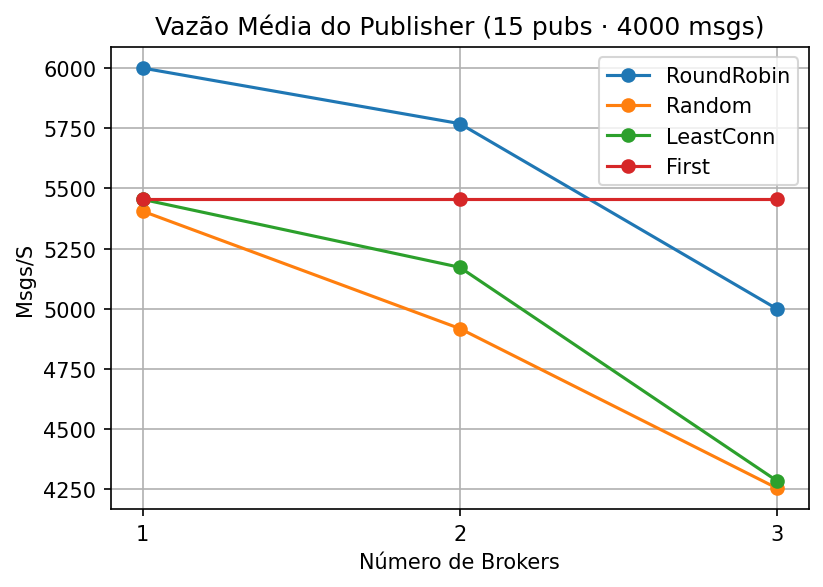 Vazão Média do Publisher (15 pubs · 4000 msgs)
RoundRobin
Random
LeastConn
First
Msgs/S
6000
5750
5500
5250
5000
4750
4500
4250
1 2 3
Número de Brokers